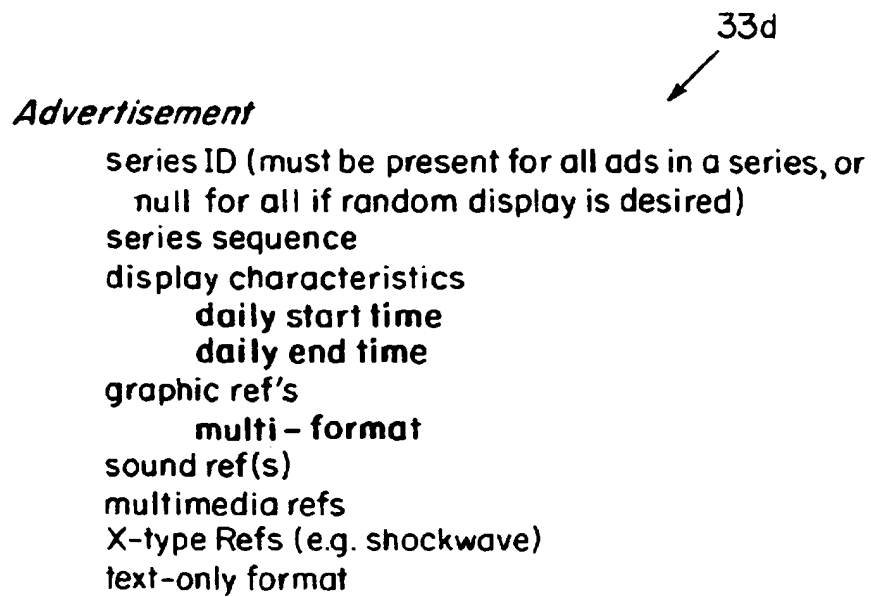 33d
Advertisement
series ID (must be present for all ads in a series, or
null for all if random display is desired)
series sequence
display characteristics
daily start time
daily end time
graphic ref's
multi-format
sound ref(s)
multimedia refs
X-type Refs (e.g. shockwave)
text-only format